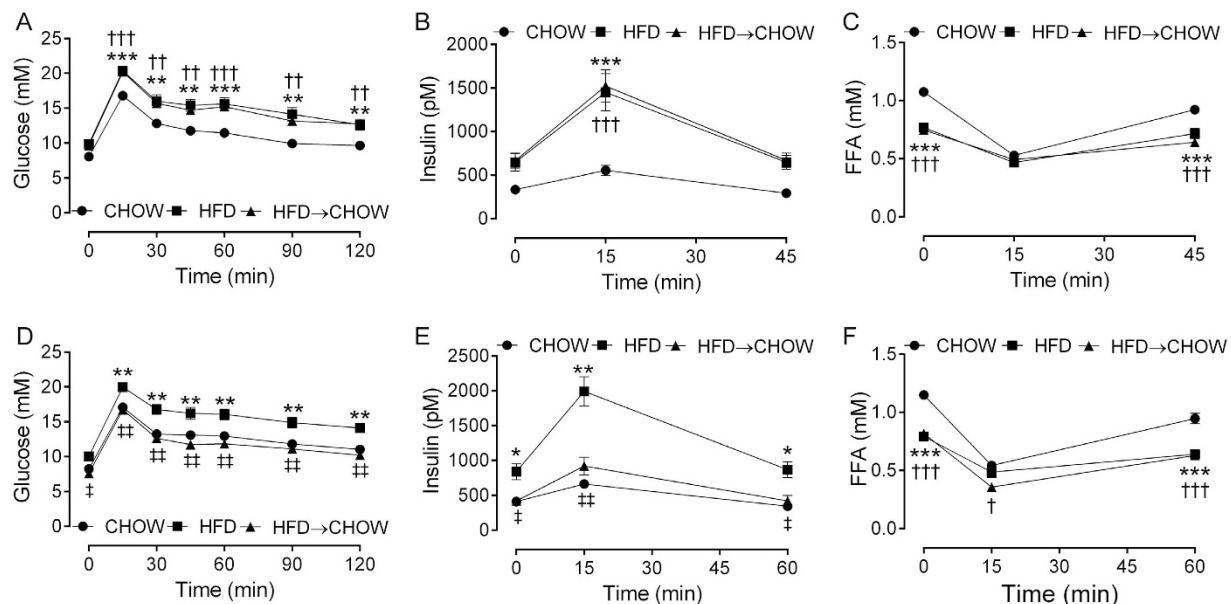 A
Glucose (mM)
25
20
15
10
5
0
†††
***
††
**
††
**
†††
***
††
**
††
**
CHOW HFD HFD→CHOW
0 30 60 90 120
Time (min)
B
CHOW HFD HFD→CHOW
Insulin (pM)
2000
1500
1000
500
0
***
†††
0 15 30 45
Time (min)
C
CHOW HFD HFD→CHOW
FFA (mM)
1.5
1.0
0.5
0.0
***
†††
***
†††
0 15 30 45
Time (min)
D
Glucose (mM)
25
20
15
10
5
0
** ** ** ** ** **
‡ ‡‡ ‡‡ ‡‡ ‡‡ ‡‡ ‡‡
CHOW HFD HFD→CHOW
0 30 60 90 120
Time (min)
E
CHOW HFD HFD→CHOW
Insulin (pM)
2500
2000
1500
1000
500
0
* ** *
‡ ‡‡ ‡
0 15 30 45 60
Time (min)
F
CHOW HFD HFD→CHOW
FFA (mM)
1.5
1.0
0.5
0.0
***
†††
†
***
†††
0 15 30 45 60
Time (min)